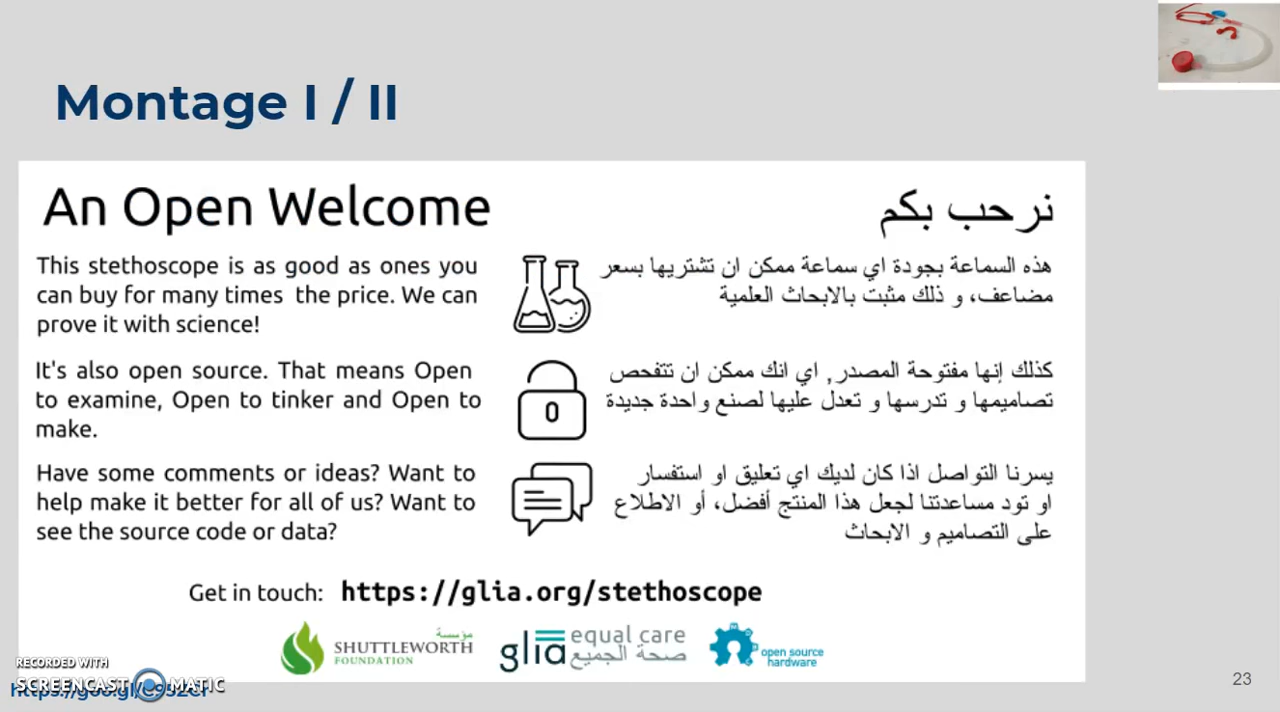 Montage I / II
An Open Welcome
نرحب بكم
This stethoscope is as good as ones you
can buy for many times the price. We can
prove it with science!
هذه السماعة بجودة اي سماعة ممكن ان تشتريها بسعر
مضاعف، و ذلك مثبت بالابحاث العلمية
It's also open source. That means Open
to examine, Open to tinker and Open to
make.
كذلك إنها مفتوحة المصدر, اي انك ممكن ان تتفحص
تصاميمها و تدرسها و تعدل عليها لصنع واحدة جديدة
Have some comments or ideas? Want to
help make it better for all of us? Want to
see the source code or data?
يسرنا التواصل اذا كان لديك اي تعليق او استفسار
او تود مساعدتنا لجعل هذا المنتج أفضل، أو الاطلاع
على التصاميم و الابحاث
Get in touch: https://glia.org/stethoscope
مؤسسة
SHUTTLEWORTH
FOUNDATION
glia equal care
صحة الجميع
open source
hardware
RECORDED WITH
SCREENCAST MATIC
23